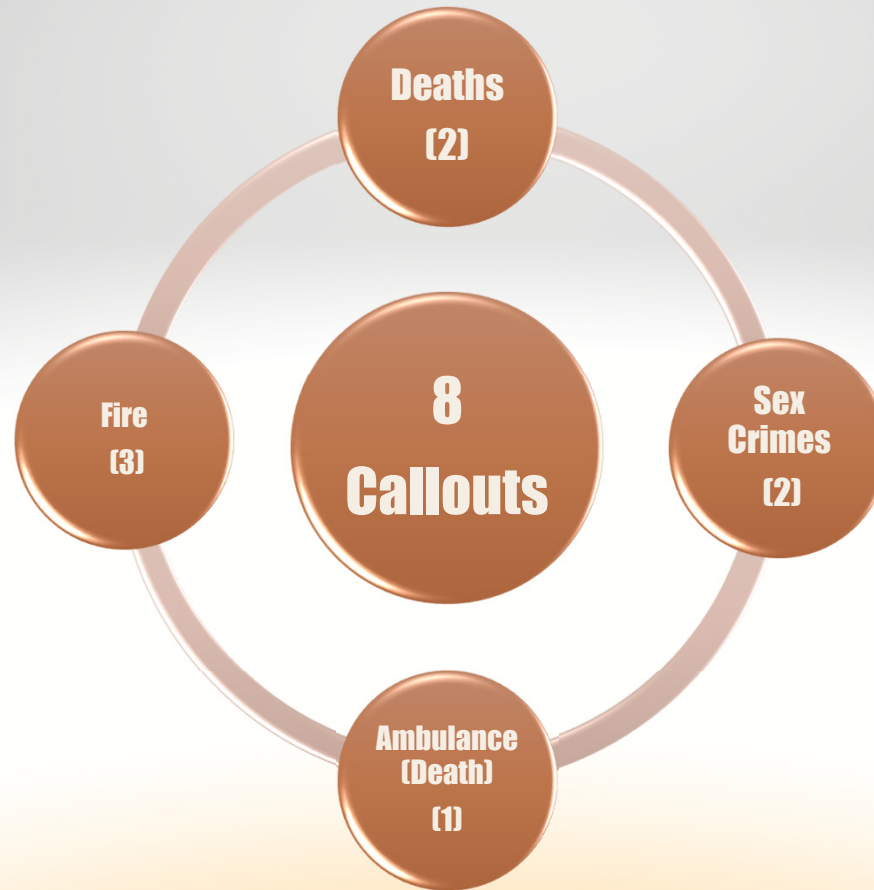 Deaths
(2)
Fire
(3)
8
Callouts
Sex
Crimes
(2)
Ambulance
(Death)
(1)